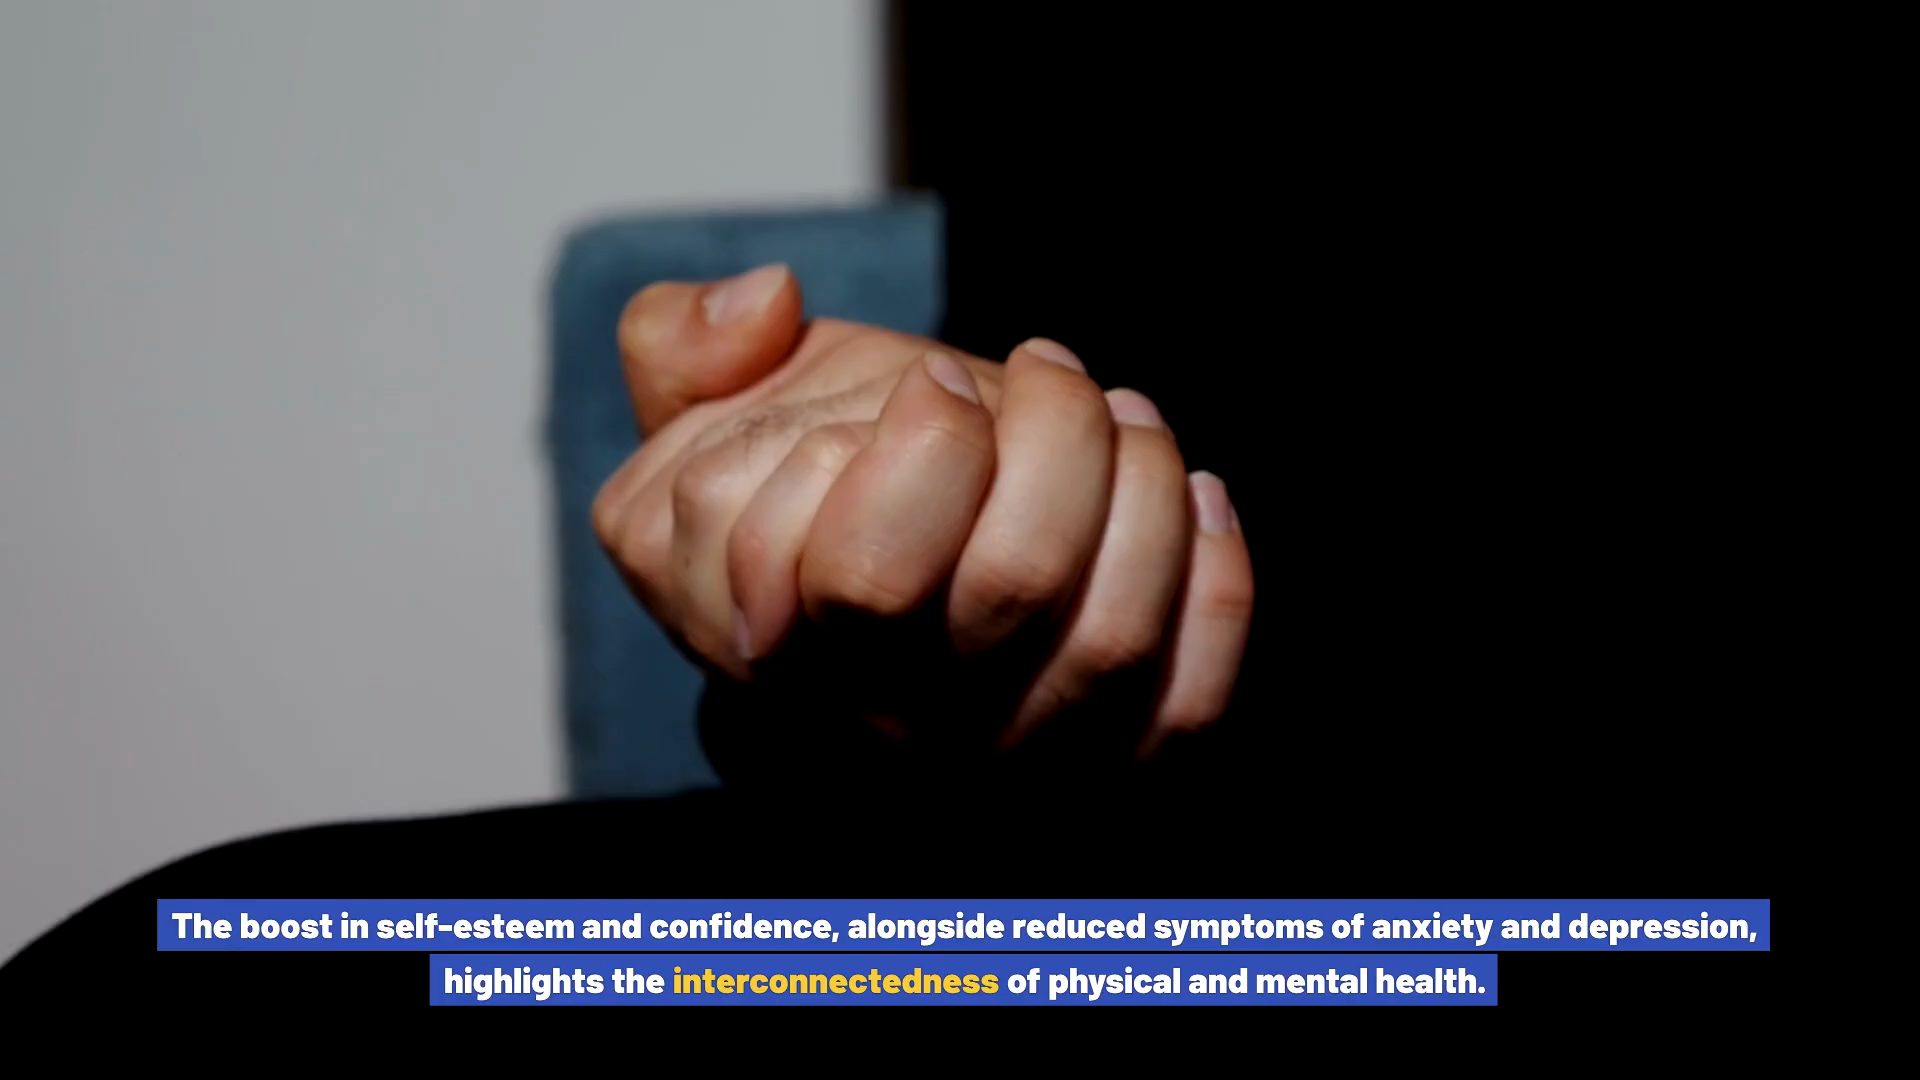 The boost in self-esteem and confidence, alongside reduced symptoms of anxiety and depression,
highlights the interconnectedness of physical and mental health.